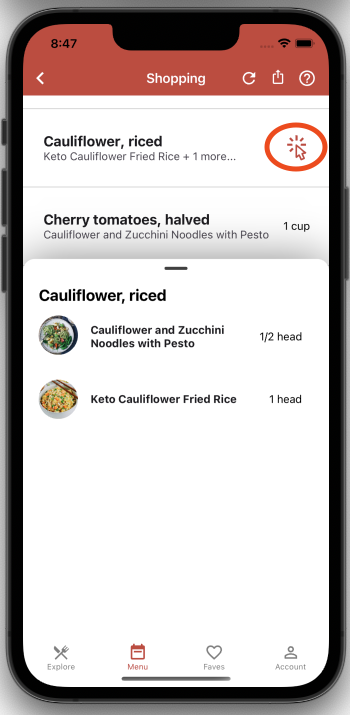 8:47
Shopping
Cauliflower, riced
Keto Cauliflower Fried Rice + 1 more...
Cherry tomatoes, halved
1 cup
Cauliflower and Zucchini Noodles with Pesto
Cauliflower, riced
Cauliflower and Zucchini
Noodles with Pesto
1/2 head
Keto Cauliflower Fried Rice
1 head
Explore
Menu
Faves
Account